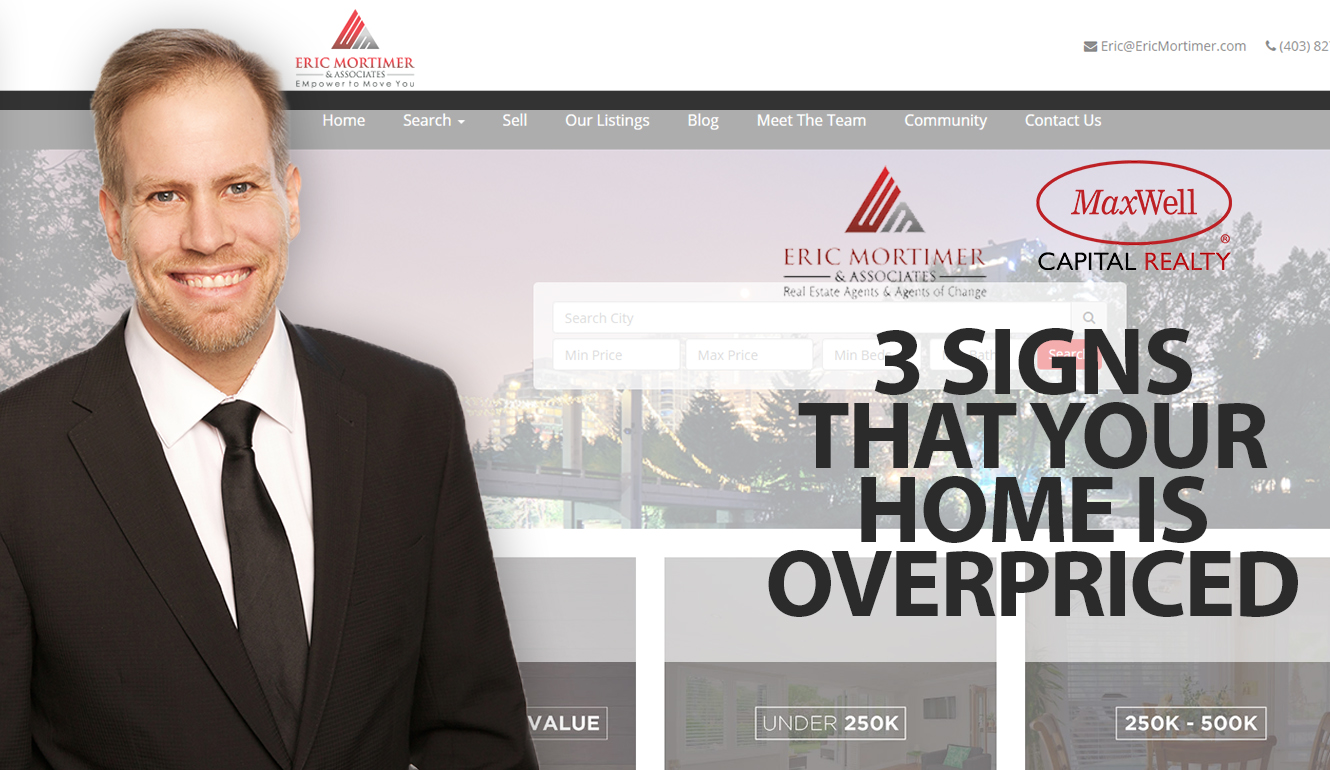 ERIC MORTIMER
& ASSOCIATES
EMpower to Move You
Eric@EricMortimer.com (403) 82
Home Search Sell Our Listings Blog Meet The Team Community Contact Us
ERIC MORTIMER
& ASSOCIATES
Real Estate Agents & Agents of Change
MaxWell
®
CAPITAL REALTY
Search City
Min Price Max Price Min Beds Search
3 SIGNS
THAT YOUR
HOME IS
OVERPRICED
VALUE UNDER 250K 250K - 500K